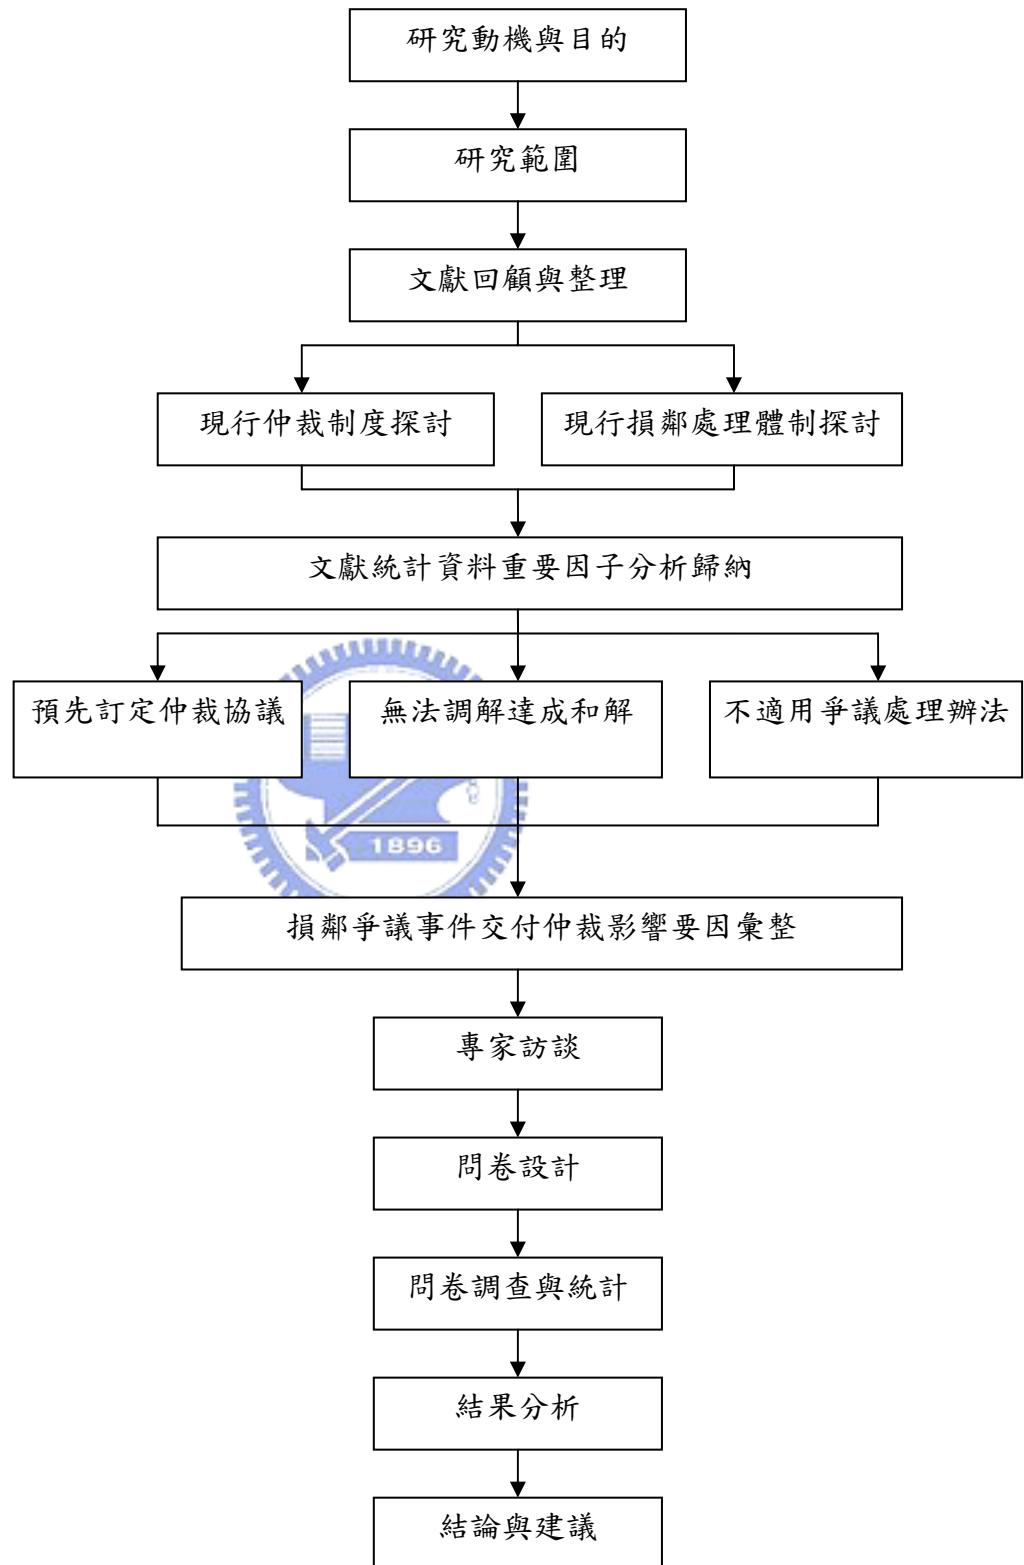 研究動機與目的
研究範圍
文獻回顧與整理
現行仲裁制度探討
現行損鄰處理體制探討
文獻統計資料重要因子分析歸納
預先訂定仲裁協議
無法調解達成和解
不適用爭議處理辦法
1896
損鄰爭議事件交付仲裁影響要因彙整
專家訪談
問卷設計
問卷調查與統計
結果分析
結論與建議